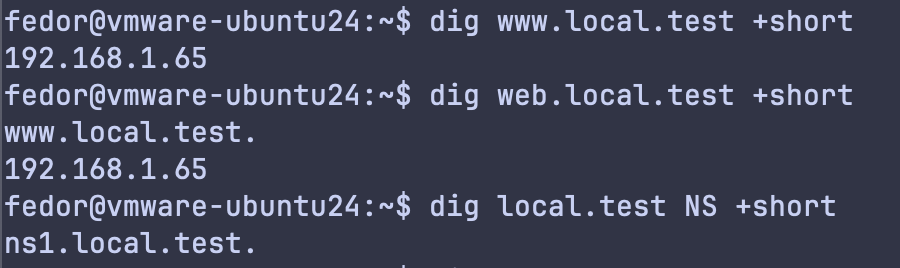 fedor@vmware-ubuntu24:~$ dig www.local.test +short
192.168.1.65
fedor@vmware-ubuntu24:~$ dig web.local.test +short
www.local.test.
192.168.1.65
fedor@vmware-ubuntu24:~$ dig local.test NS +short
ns1.local.test.